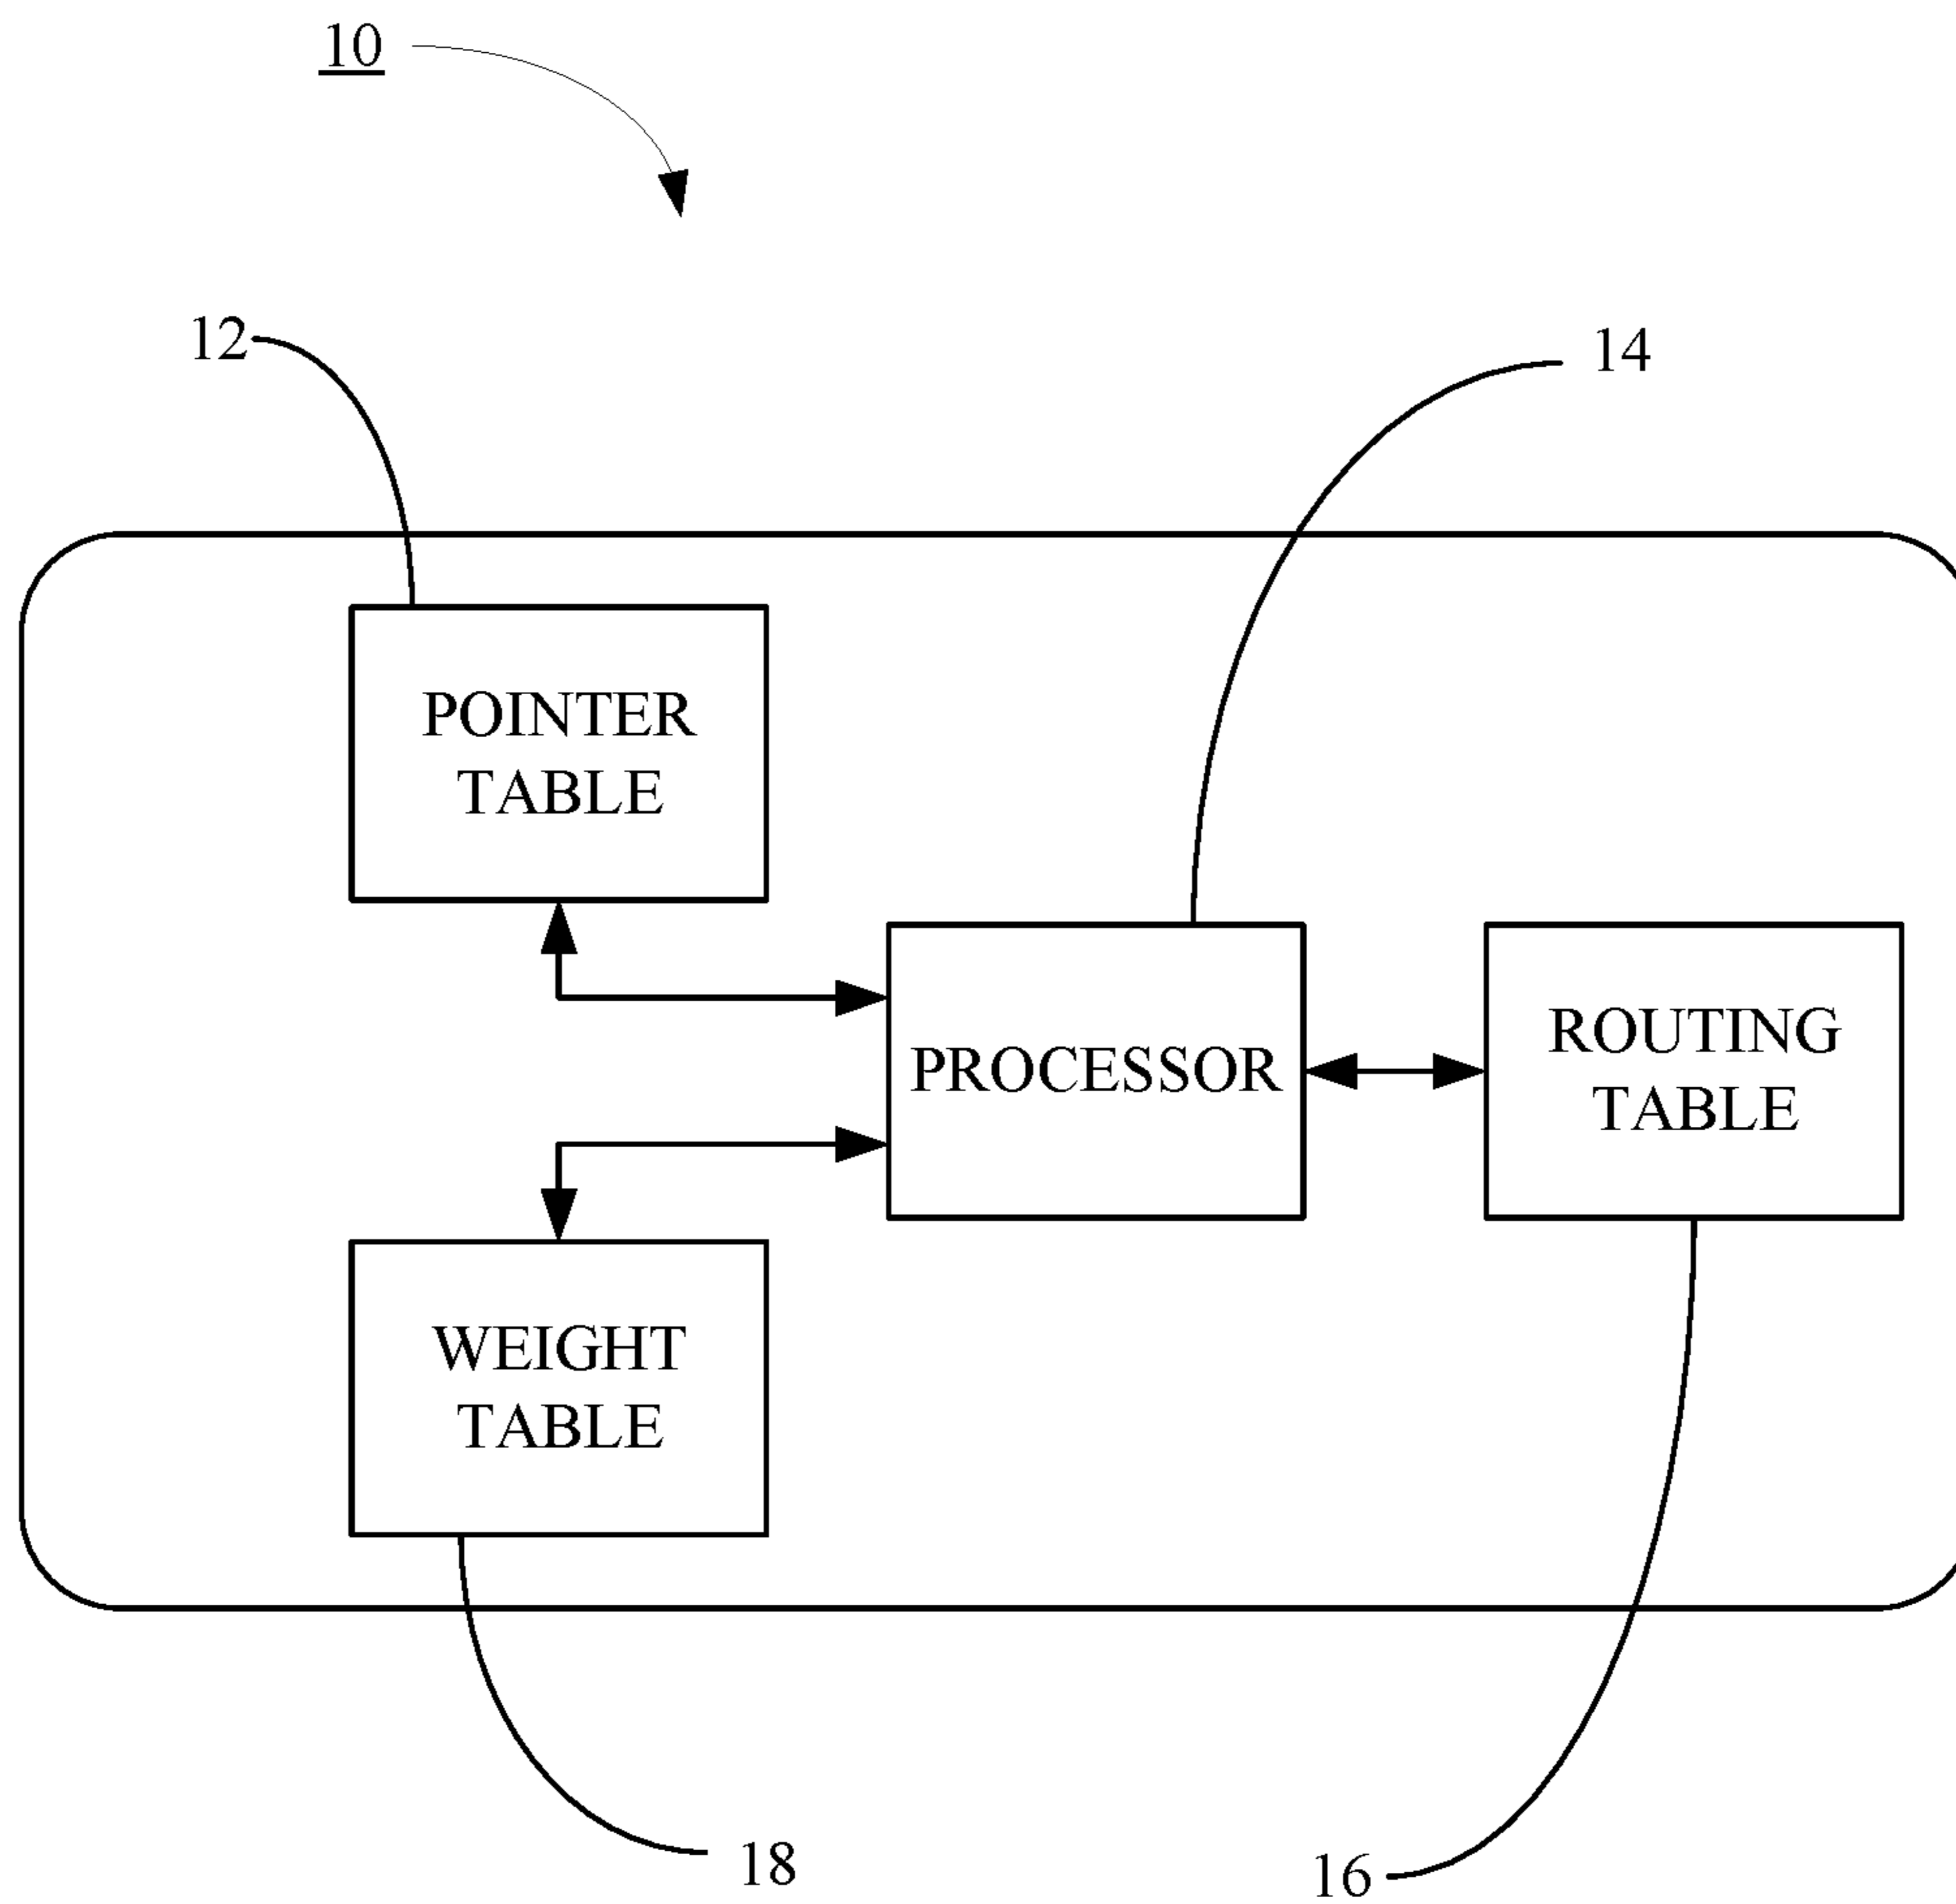 10
12
14
POINTER
TABLE
PROCESSOR
ROUTING
TABLE
WEIGHT
TABLE
18
16